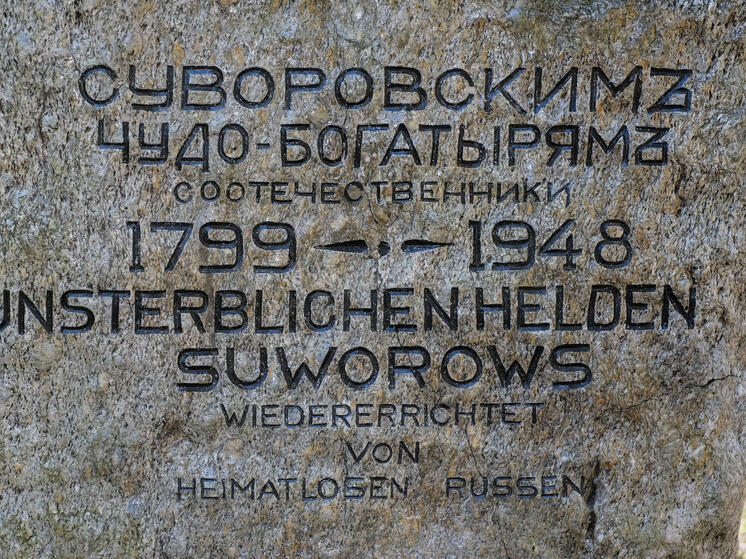 СУВОРОВСКИМЪ
ЧУДО-БОГАТЫРЯМЪ
СООТЕЧЕСТВЕННИКИ
1799 1948
UNSTERBLICHEN HELDEN
SUWOROWS
WIEDERERRICHTET
VON
HEIMATLOSEN RUSSEN